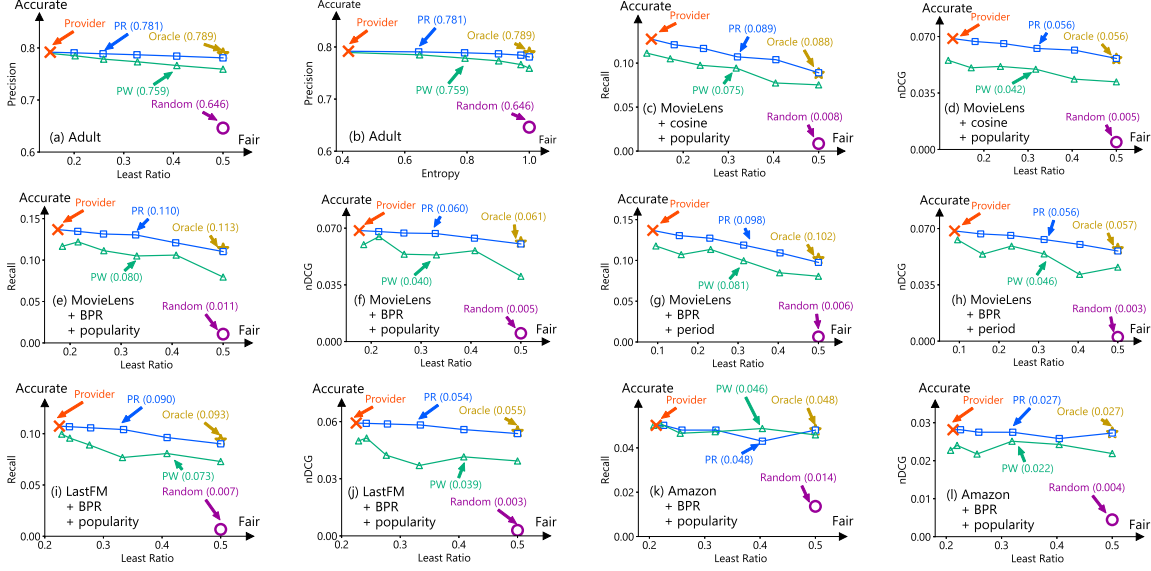 Accurate
Provider
PR (0.781)
Oracle (0.789)
0.8
PW (0.759)
Random (0.646)
Precision
0.7
(a) Adult
Fair
0.6
0.2
0.3
0.4
0.5
Least Ratio
Accurate
Provider
PR (0.781)
Oracle (0.789)
0.8
PW (0.759)
Random (0.646)
Precision
0.7
(b) Adult
Fair
0.6
0.4
0.6
0.8
1.0
Entropy
Accurate
Provider
PR (0.089)
Oracle (0.088)
0.15
0.10
PW (0.075)
Recall
0.05
(c) MovieLens
+ cosine
+ popularity
Random (0.008)
Fair
0.00
0.2
0.3
0.4
0.5
Least Ratio
Accurate
Provider
PR (0.056)
Oracle (0.056)
0.070
nDCG
0.035
PW (0.042)
(d) MovieLens
+ cosine
+ popularity
Random (0.005)
Fair
0.000
0.2
0.3
0.4
0.5
Least Ratio
Accurate
Provider
PR (0.110)
Oracle (0.113)
0.15
0.10
PW (0.080)
Recall
0.05
(e) MovieLens
+ BPR
+ popularity
Random (0.011)
Fair
0.00
0.2
0.3
0.4
0.5
Least Ratio
Accurate
Provider
PR (0.060)
Oracle (0.061)
0.070
nDCG
0.035
PW (0.040)
(f) MovieLens
+ BPR
+ popularity
Random (0.005)
Fair
0.000
0.2
0.3
0.4
0.5
Least Ratio
Accurate
Provider
PR (0.098)
Oracle (0.102)
0.15
0.10
PW (0.081)
Recall
0.05
(g) MovieLens
+ BPR
+ period
Random (0.006)
Fair
0.00
0.1
0.2
0.3
0.4
0.5
Least Ratio
Accurate
Provider
PR (0.056)
Oracle (0.057)
0.070
nDCG
0.035
PW (0.046)
(h) MovieLens
+ BPR
+ period
Random (0.003)
Fair
0.000
0.1
0.2
0.3
0.4
0.5
Least Ratio
Accurate
Provider
PR (0.090)
Oracle (0.093)
0.10
PW (0.073)
Recall
0.05
(i) LastFM
+ BPR
+ popularity
Random (0.007)
Fair
0.00
0.2
0.3
0.4
0.5
Least Ratio
Accurate
Provider
PR (0.054)
Oracle (0.055)
0.06
nDCG
0.03
PW (0.039)
(j) LastFM
+ BPR
+ popularity
Random (0.003)
Fair
0.00
0.2
0.3
0.4
0.5
Least Ratio
Accurate
Provider
PW (0.046)
Oracle (0.048)
0.04
PR (0.048)
Recall
0.02
(k) Amazon
+ BPR
+ popularity
Random (0.014)
Fair
0.00
0.2
0.3
0.4
0.5
Least Ratio
Accurate
Provider
PR (0.027)
Oracle (0.027)
0.03
0.02
PW (0.022)
nDCG
0.01
(l) Amazon
+ BPR
+ popularity
Random (0.004)
Fair
0.00
0.2
0.3
0.4
0.5
Least Ratio